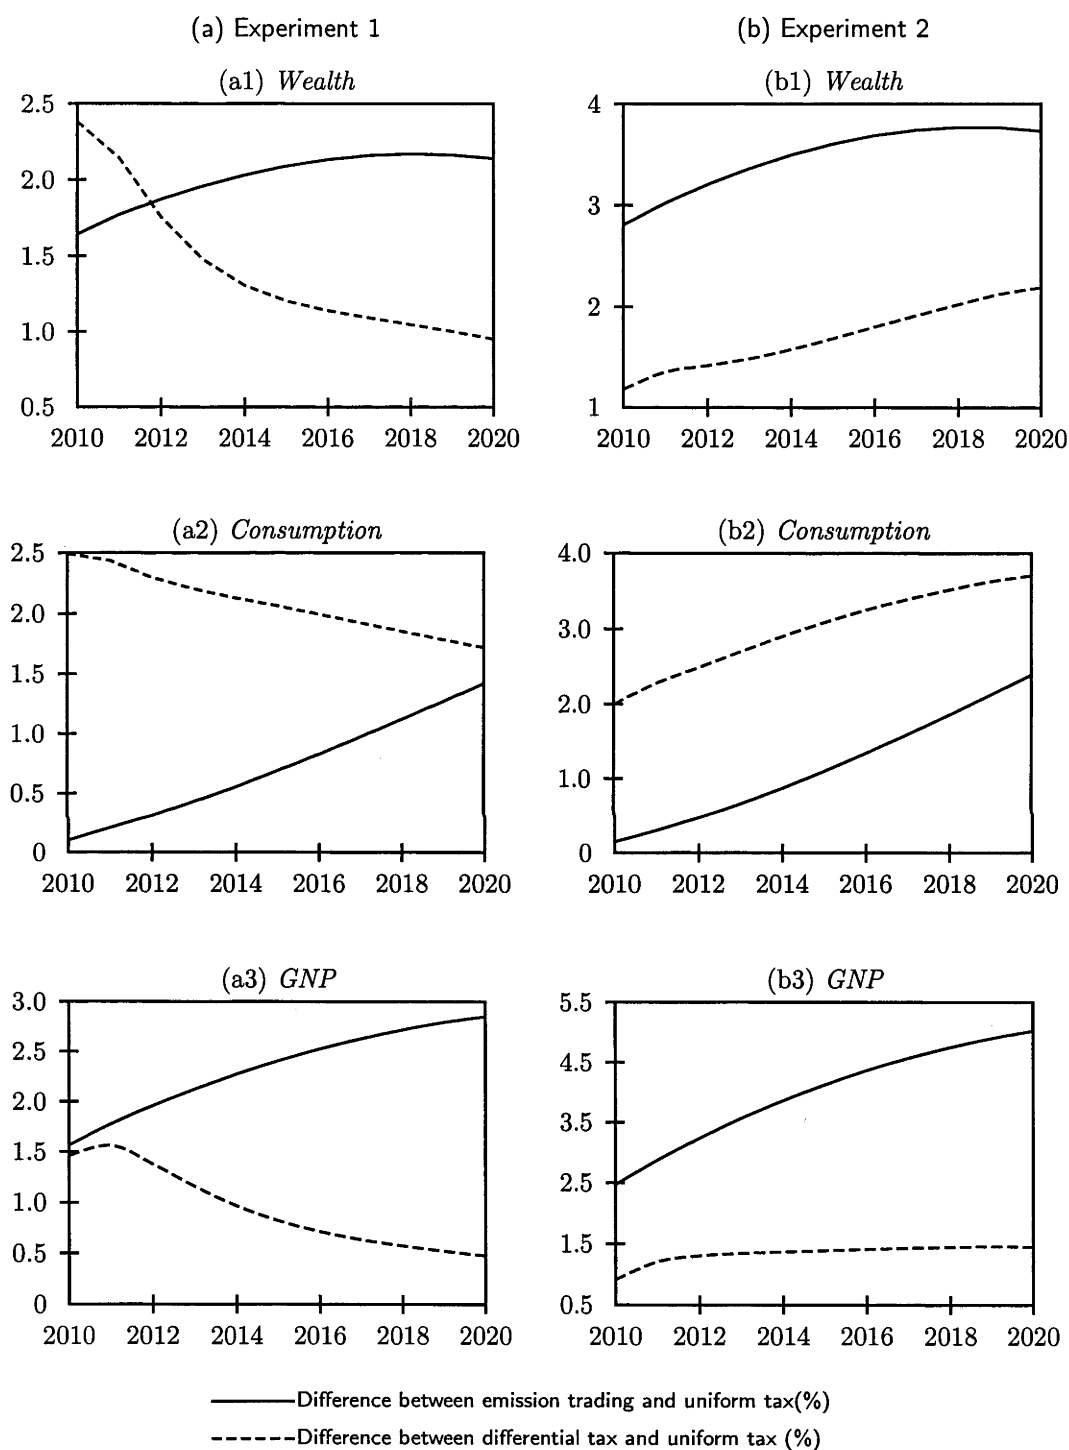 (a) Experiment 1
(b) Experiment 2
(a1) Wealth
2.5
2.0
1.5
1.0
0.5
2010 2012 2014 2016 2018 2020
(b1) Wealth
4
3
2
1
2010 2012 2014 2016 2018 2020
(a2) Consumption
2.5
2.0
1.5
1.0
0.5
0
2010 2012 2014 2016 2018 2020
(b2) Consumption
4.0
3.0
2.0
1.0
0
2010 2012 2014 2016 2018 2020
(a3) GNP
3.0
2.5
2.0
1.5
1.0
0.5
0
2010 2012 2014 2016 2018 2020
(b3) GNP
5.5
4.5
3.5
2.5
1.5
0.5
2010 2012 2014 2016 2018 2020
Difference between emission trading and uniform tax(%)
Difference between differential tax and uniform tax (%)